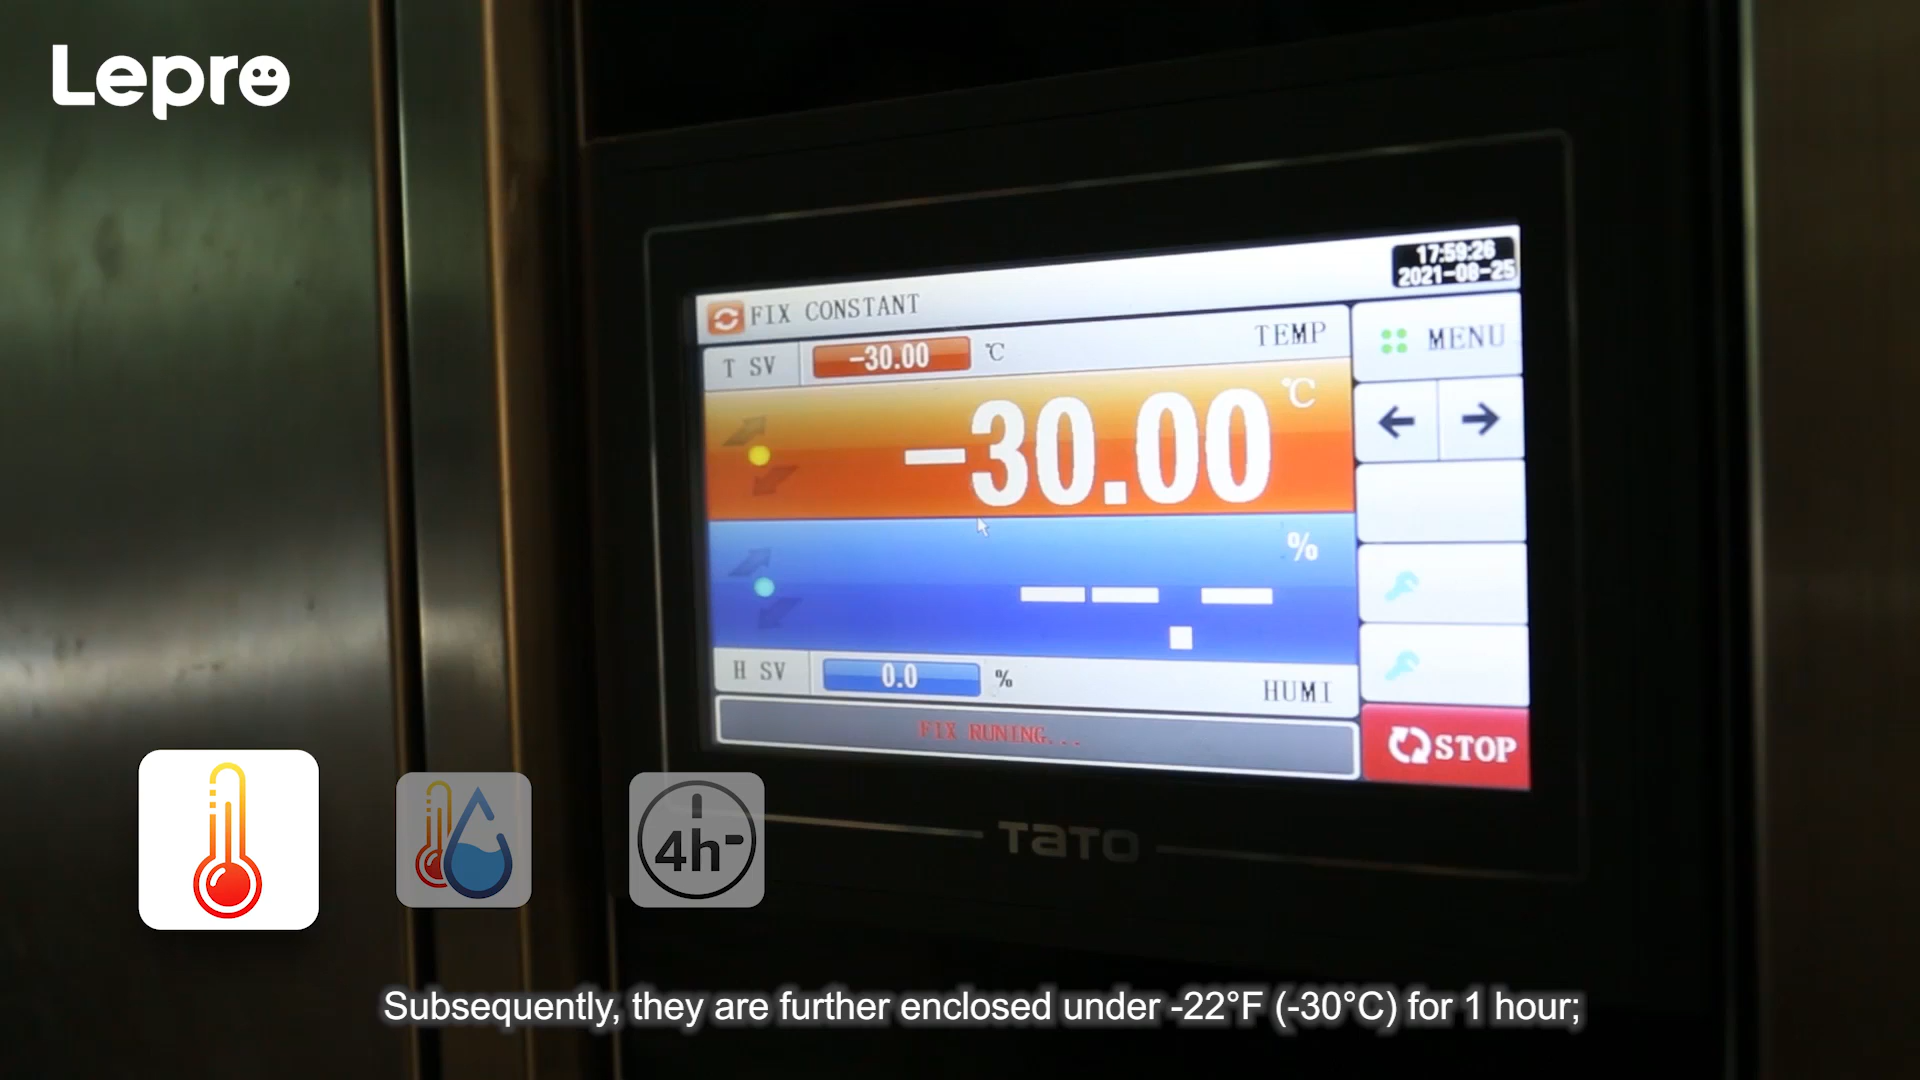 Lepro
17:59:26
2021-08-25
FIX CONSTANT
TEMP
MENU
T SV
-30.00
℃
-30.00
℃
%
--.-
H SV
0.0
%
HUMI
FIX RUNING...
STOP
TATO
4h
Subsequently, they are further enclosed under -22°F (-30°C) for 1 hour;